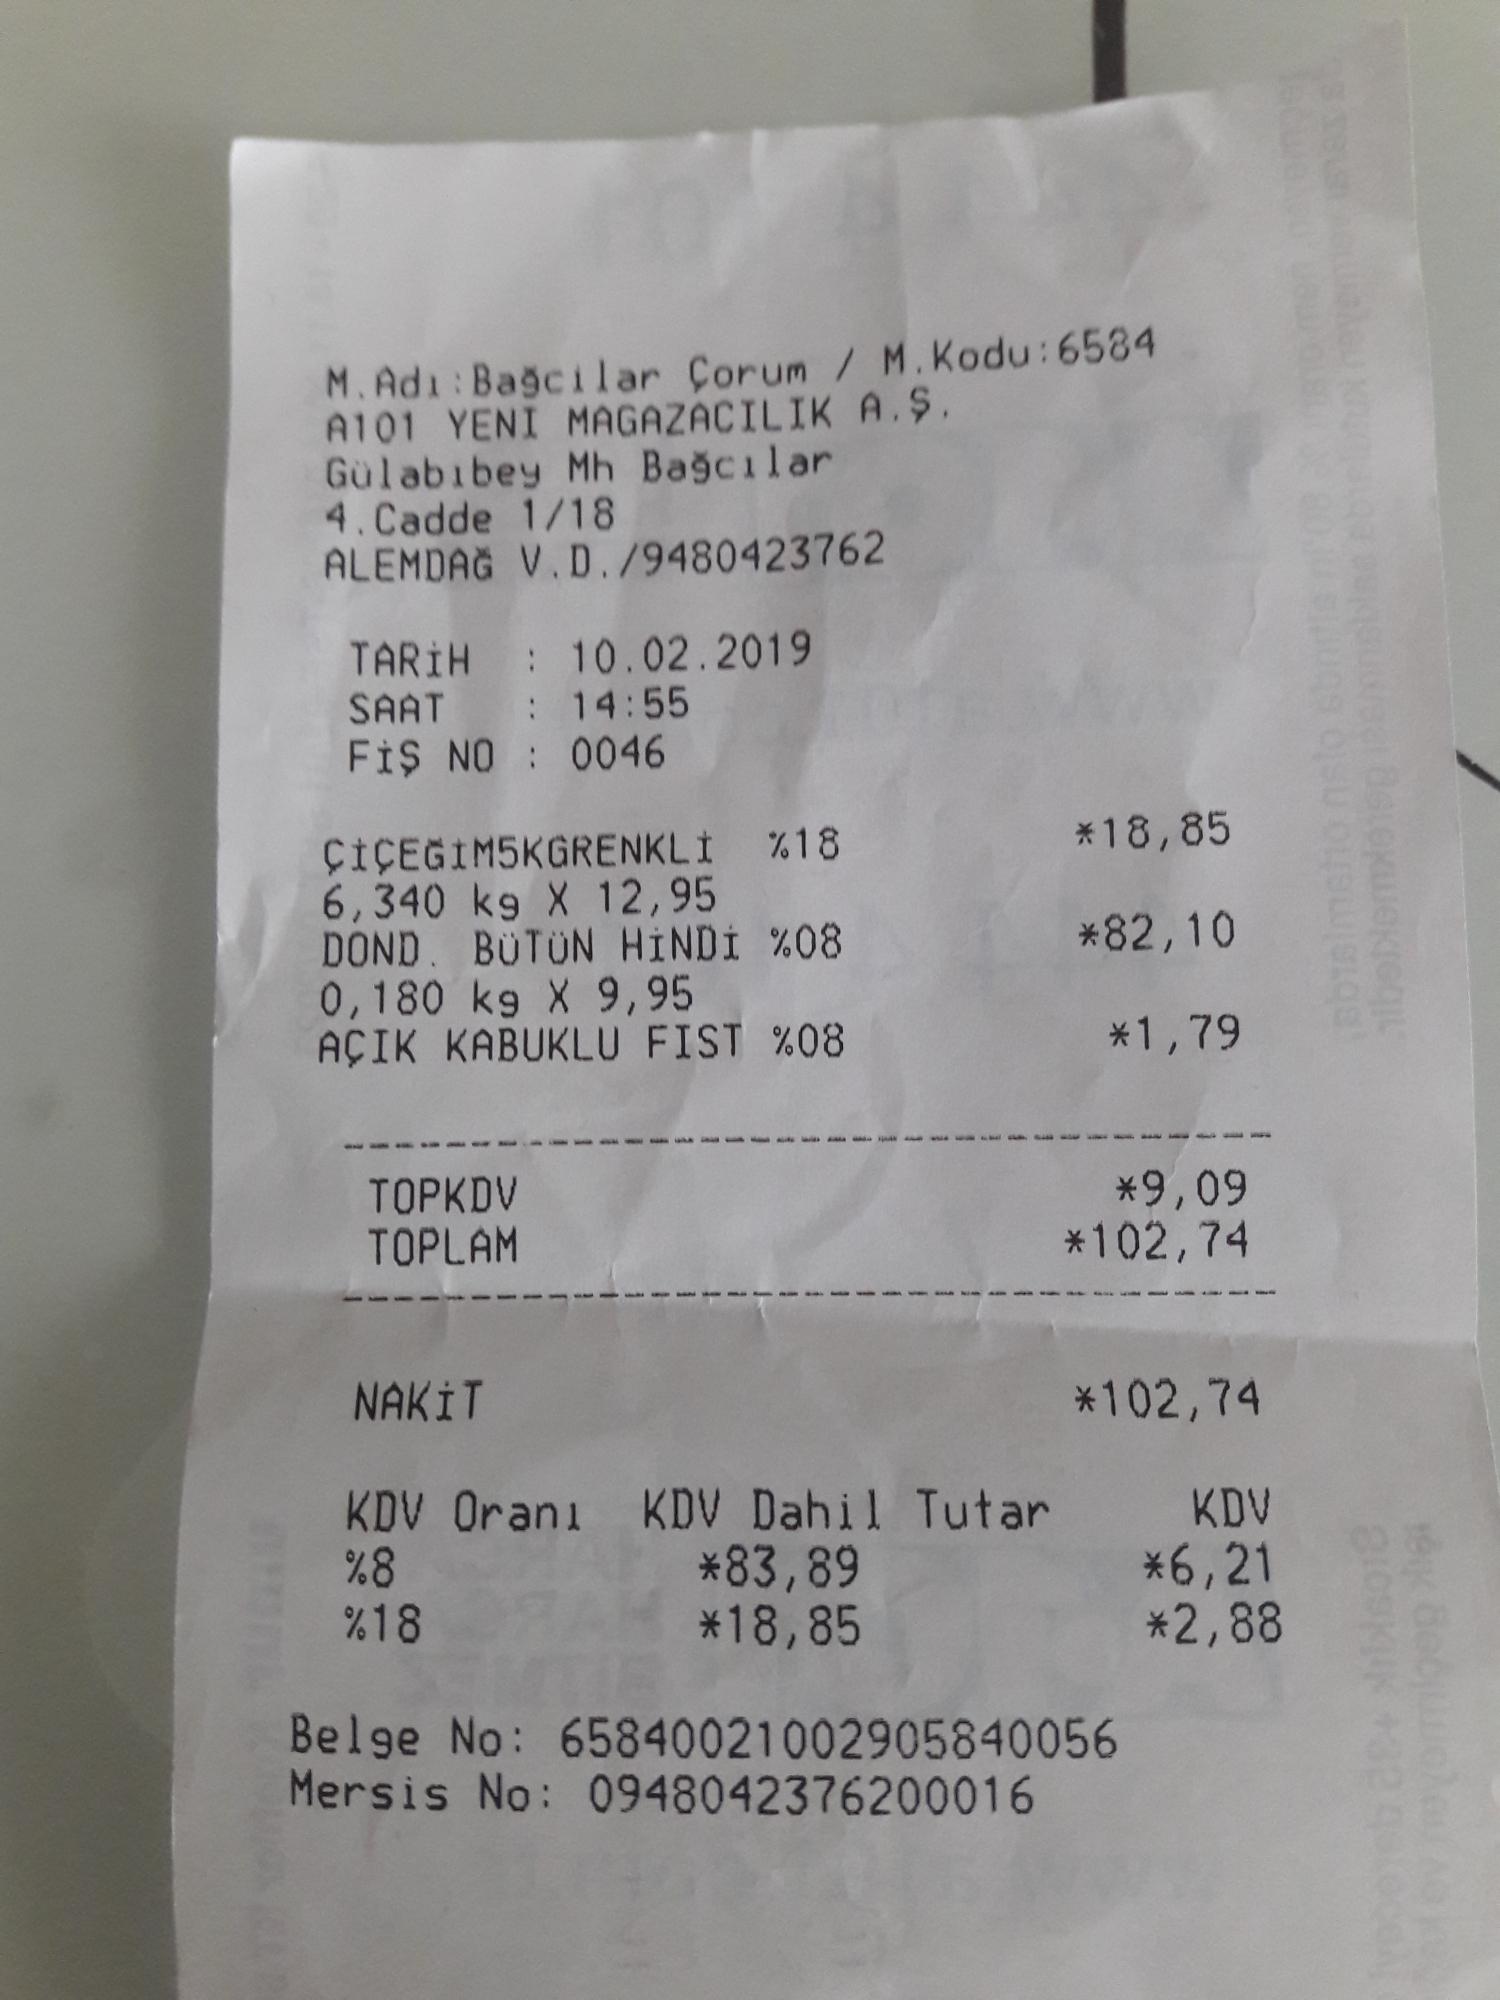 M.Adı:Bağcılar Çorum / M.Kodu:6584
A101 YENI MAGAZACILIK A.Ş.
Gülabıbey Mh Bağcılar
4.Cadde 1/18
ALEMDAĞ V.D./9480423762
TARİH : 10.02.2019
SAAT : 14:55
FİŞ NO : 0046
ÇİÇEĞİM5KGRENKLİ %18 *18,85
6,340 kg X 12,95
DOND. BÜTÜN HİNDİ %08 *82,10
0,180 kg X 9,95
AÇIK KABUKLU FIST %08 *1,79
TOPKDV *9,09
TOPLAM *102,74
NAKİT *102,74
KDV Oranı KDV Dahil Tutar KDV
%8 *83,89 *6,21
%18 *18,85 *2,88
Belge No: 6584002100290584​0056
Mersis No: 0948042376200016